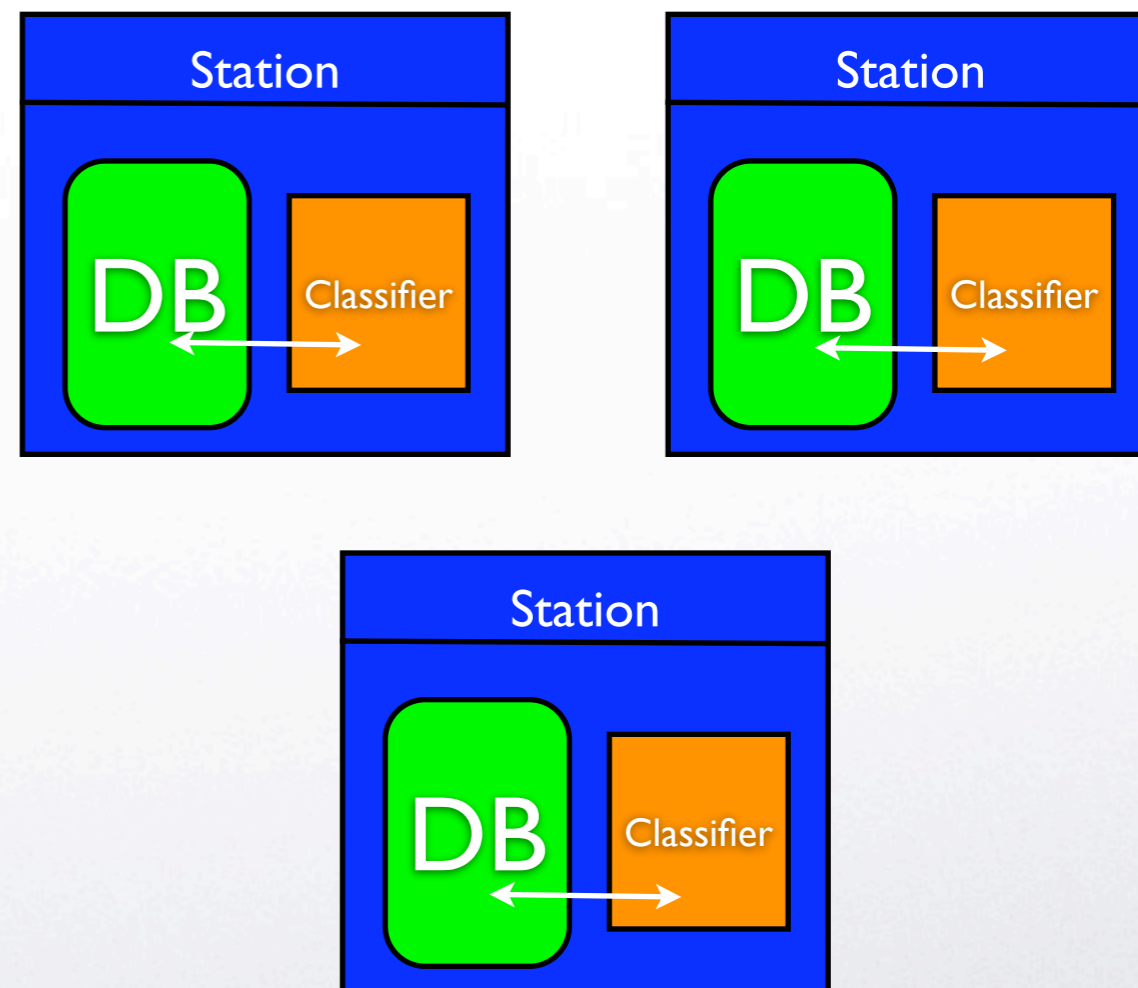 Station
DB
Classifier
Station
DB
Classifier
Station
DB
Classifier